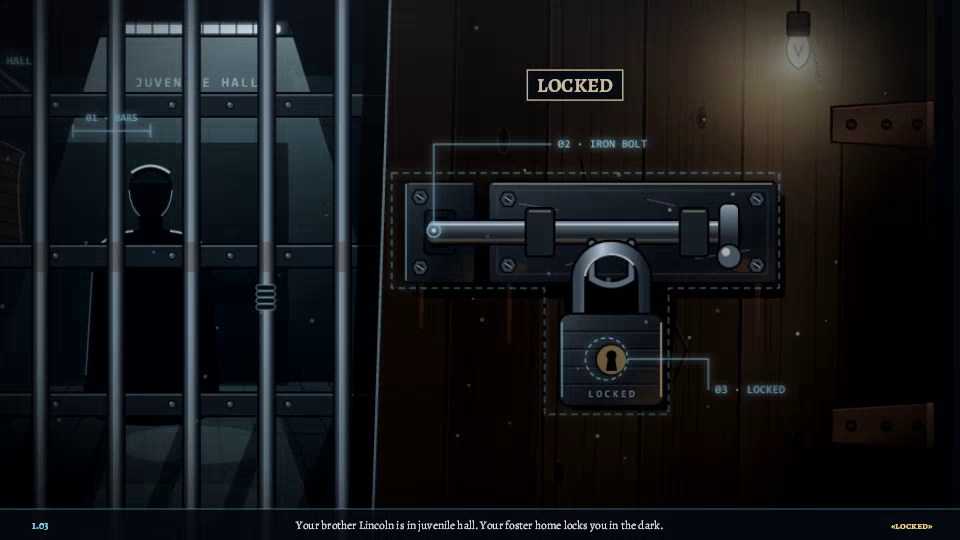 HALL
JUVENILE HALL
01 · BARS
LOCKED
02 · IRON BOLT
LOCKED
03 · LOCKED
1.03
Your brother Lincoln is in juvenile hall. Your foster home locks you in the dark.
«LOCKED»